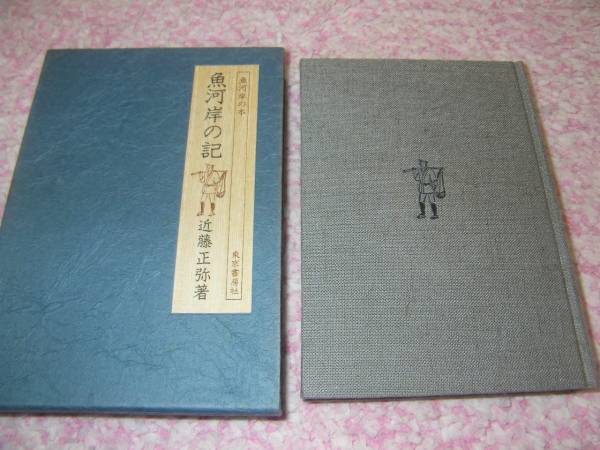 魚河岸の本
魚河岸の記
近藤正弥著
東京書房社